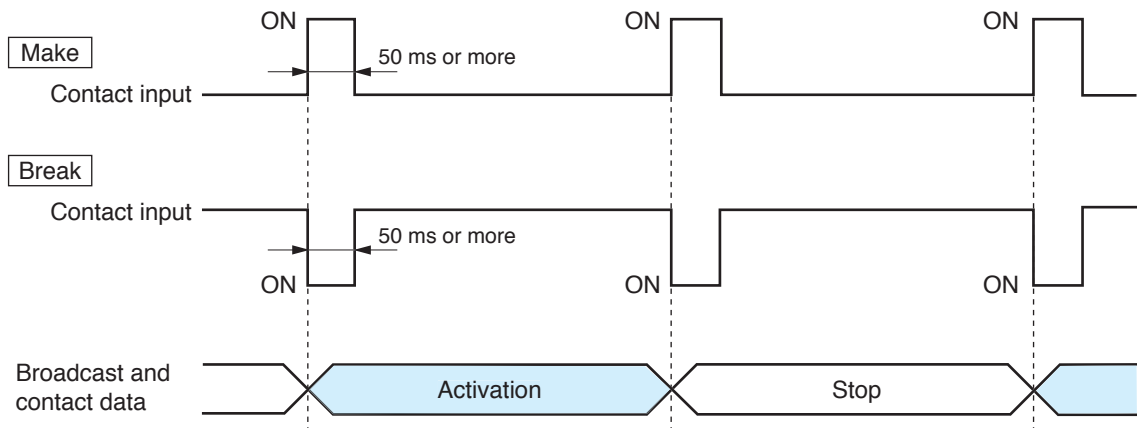 ON ON ON
Make
50 ms or more
Contact input
Break
Contact input
50 ms or more
ON ON ON
Broadcast and
contact data
Activation
Stop